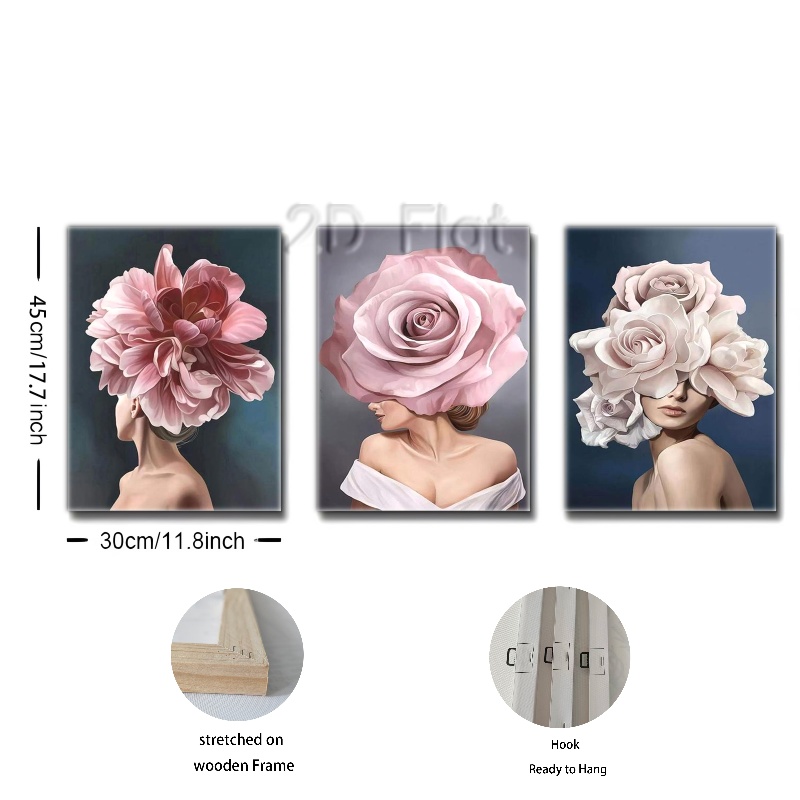 2D Flat
45cm/17.7inch
30cm/11.8inch
stretched on
wooden Frame
Hook
Ready to Hang